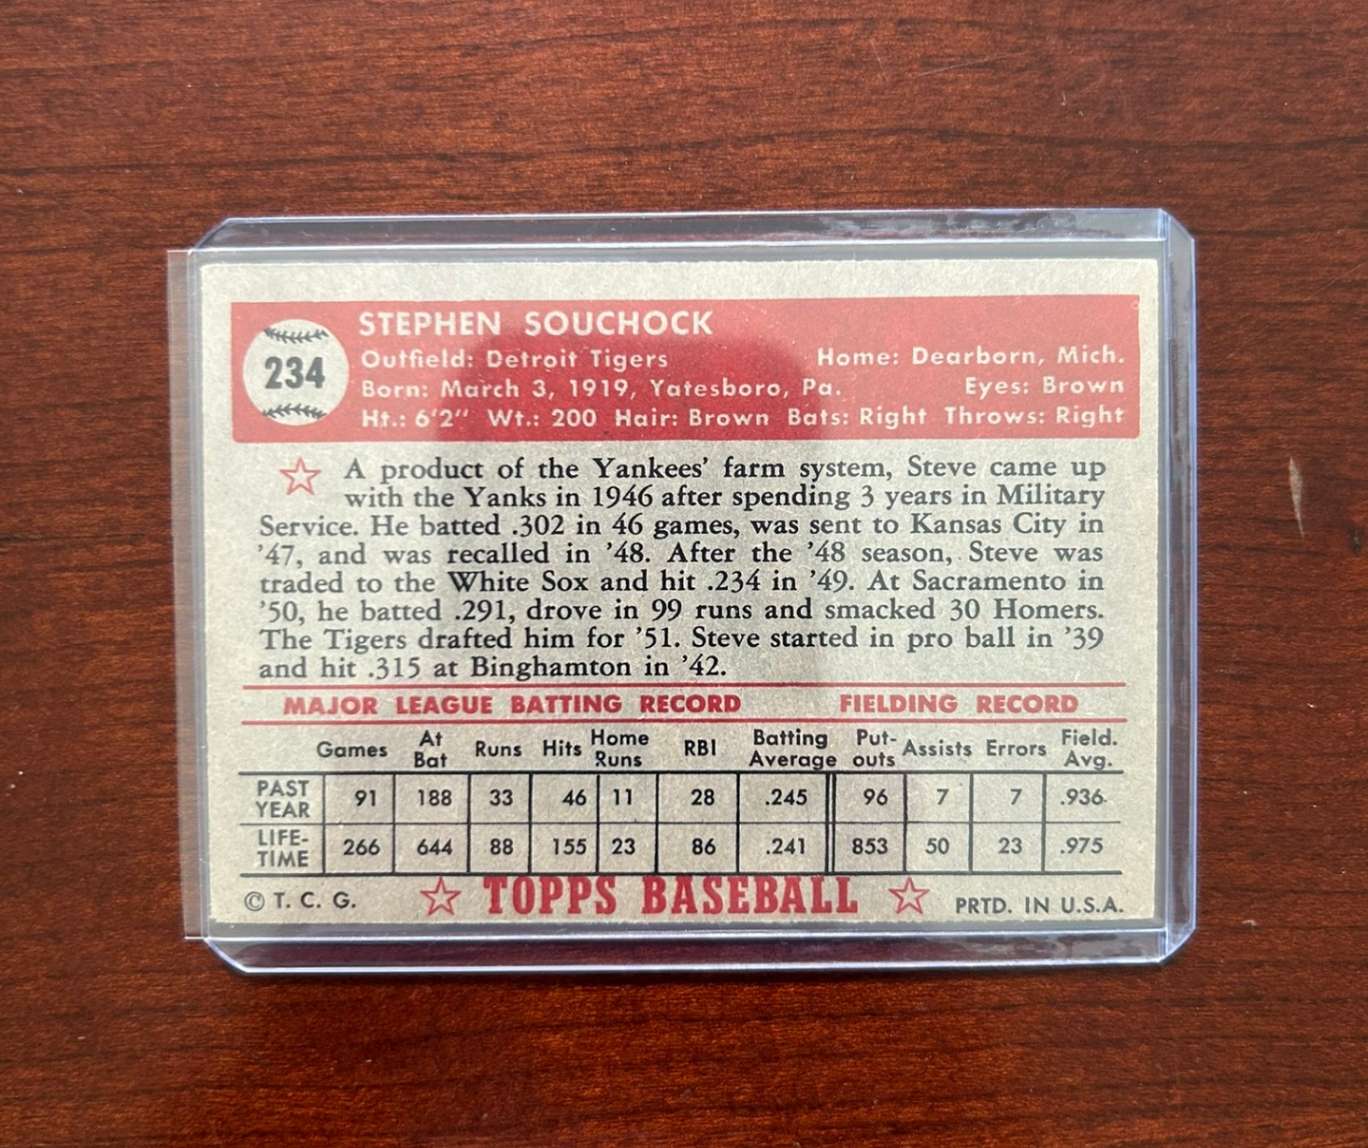 234
STEPHEN SOUCHOCK
Outfield: Detroit Tigers Home: Dearborn, Mich.
Born: March 3, 1919, Yatesboro, Pa. Eyes: Brown
Ht.: 6'2" Wt.: 200 Hair: Brown Bats: Right Throws: Right
A product of the Yankees' farm system, Steve came up
with the Yanks in 1946 after spending 3 years in Military
Service. He batted .302 in 46 games, was sent to Kansas City in
'47, and was recalled in '48. After the '48 season, Steve was
traded to the White Sox and hit .234 in '49. At Sacramento in
'50, he batted .291, drove in 99 runs and smacked 30 Homers.
The Tigers drafted him for '51. Steve started in pro ball in '39
and hit .315 at Binghamton in '42.
MAJOR LEAGUE BATTING RECORD FIELDING RECORD
Games At Bat Runs Hits Home Runs RBI Batting Average Put-outs Assists Errors Field. Avg.
PAST YEAR 91 188 33 46 11 28 .245 96 7 7 .936
LIFE-TIME 266 644 88 155 23 86 .241 853 50 23 .975
© T. C. G. TOPPS BASEBALL PRTD. IN U.S.A.